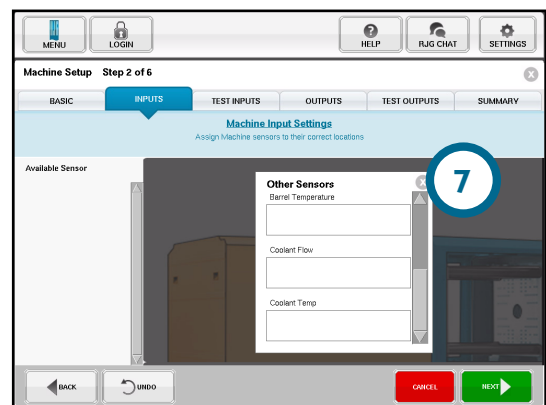 MENU
LOGIN
HELP
RJG CHAT
SETTINGS
Machine Setup Step 2 of 6
BASIC
INPUTS
TEST INPUTS
OUTPUTS
TEST OUTPUTS
SUMMARY
Machine Input Settings
Assign Machine sensors to their correct locations
Available Sensor
Other Sensors
7
Barrel Temperature
Coolant Flow
Coolant Temp
BACK
UNDO
CANCEL
NEXT